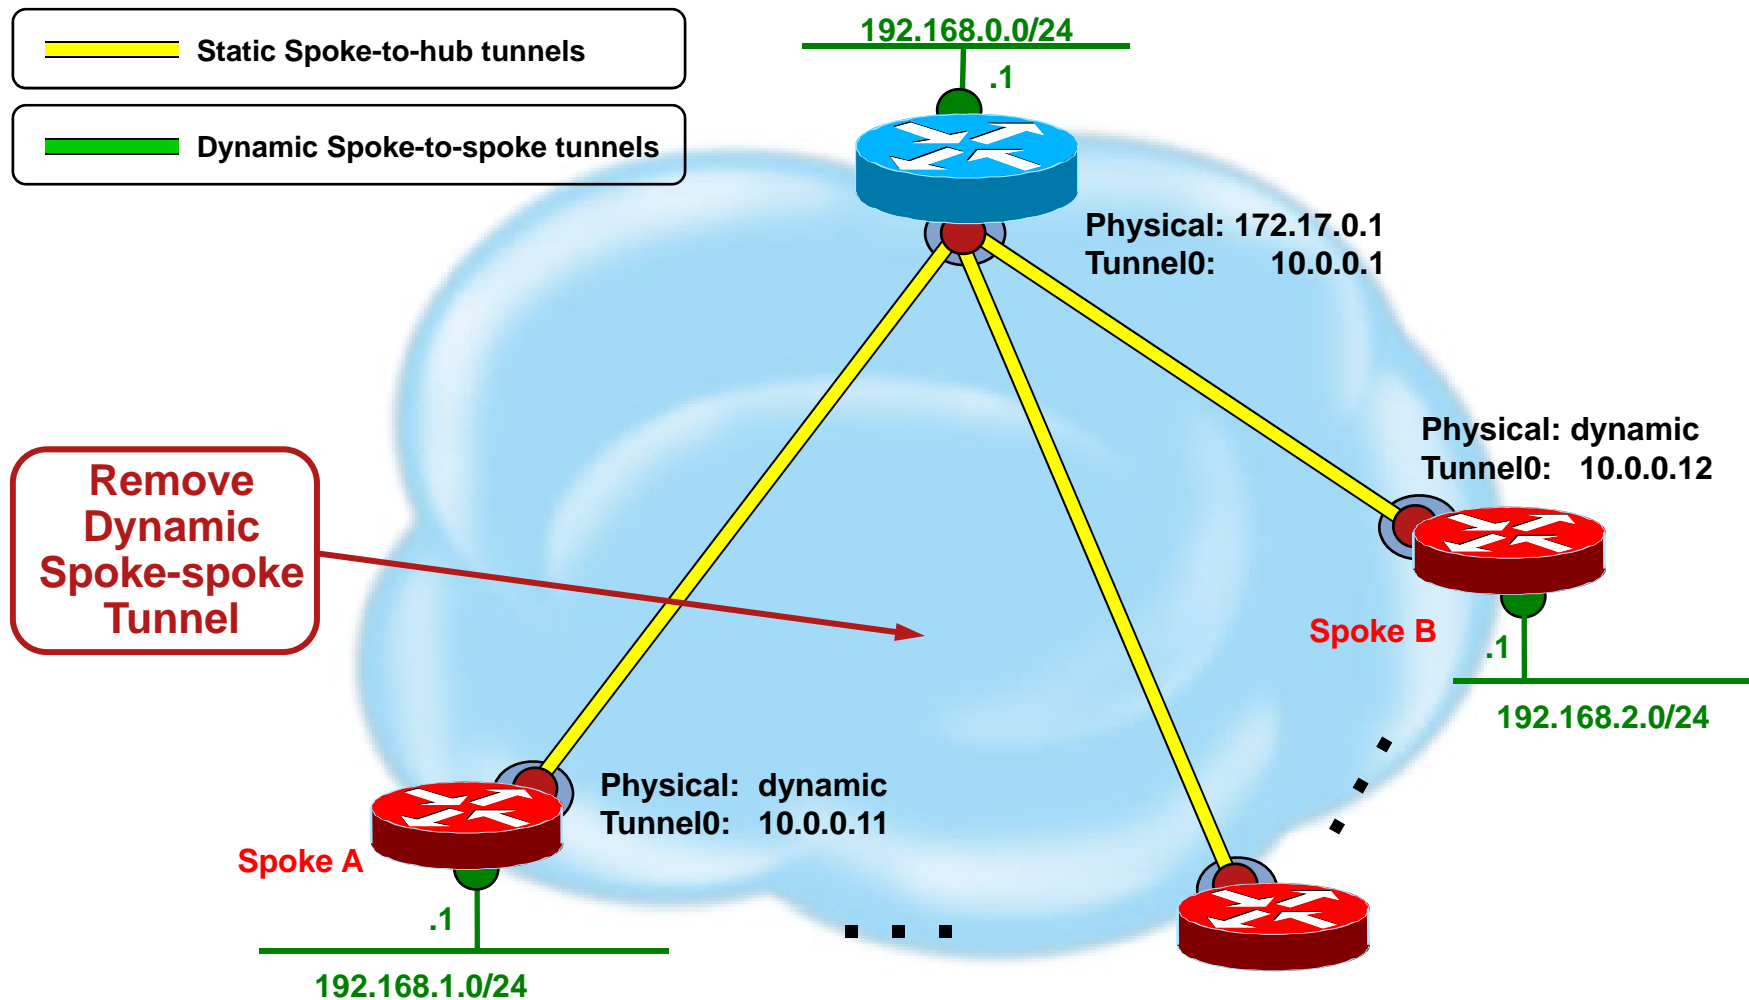 Static Spoke-to-hub tunnels
Dynamic Spoke-to-spoke tunnels
192.168.0.0/24
.1
Physical: 172.17.0.1
Tunnel0: 10.0.0.1
Physical: dynamic
Tunnel0: 10.0.0.12
Remove
Dynamic
Spoke-spoke
Tunnel
Spoke B
.1
192.168.2.0/24
Physical: dynamic
Tunnel0: 10.0.0.11
Spoke A
.1
192.168.1.0/24